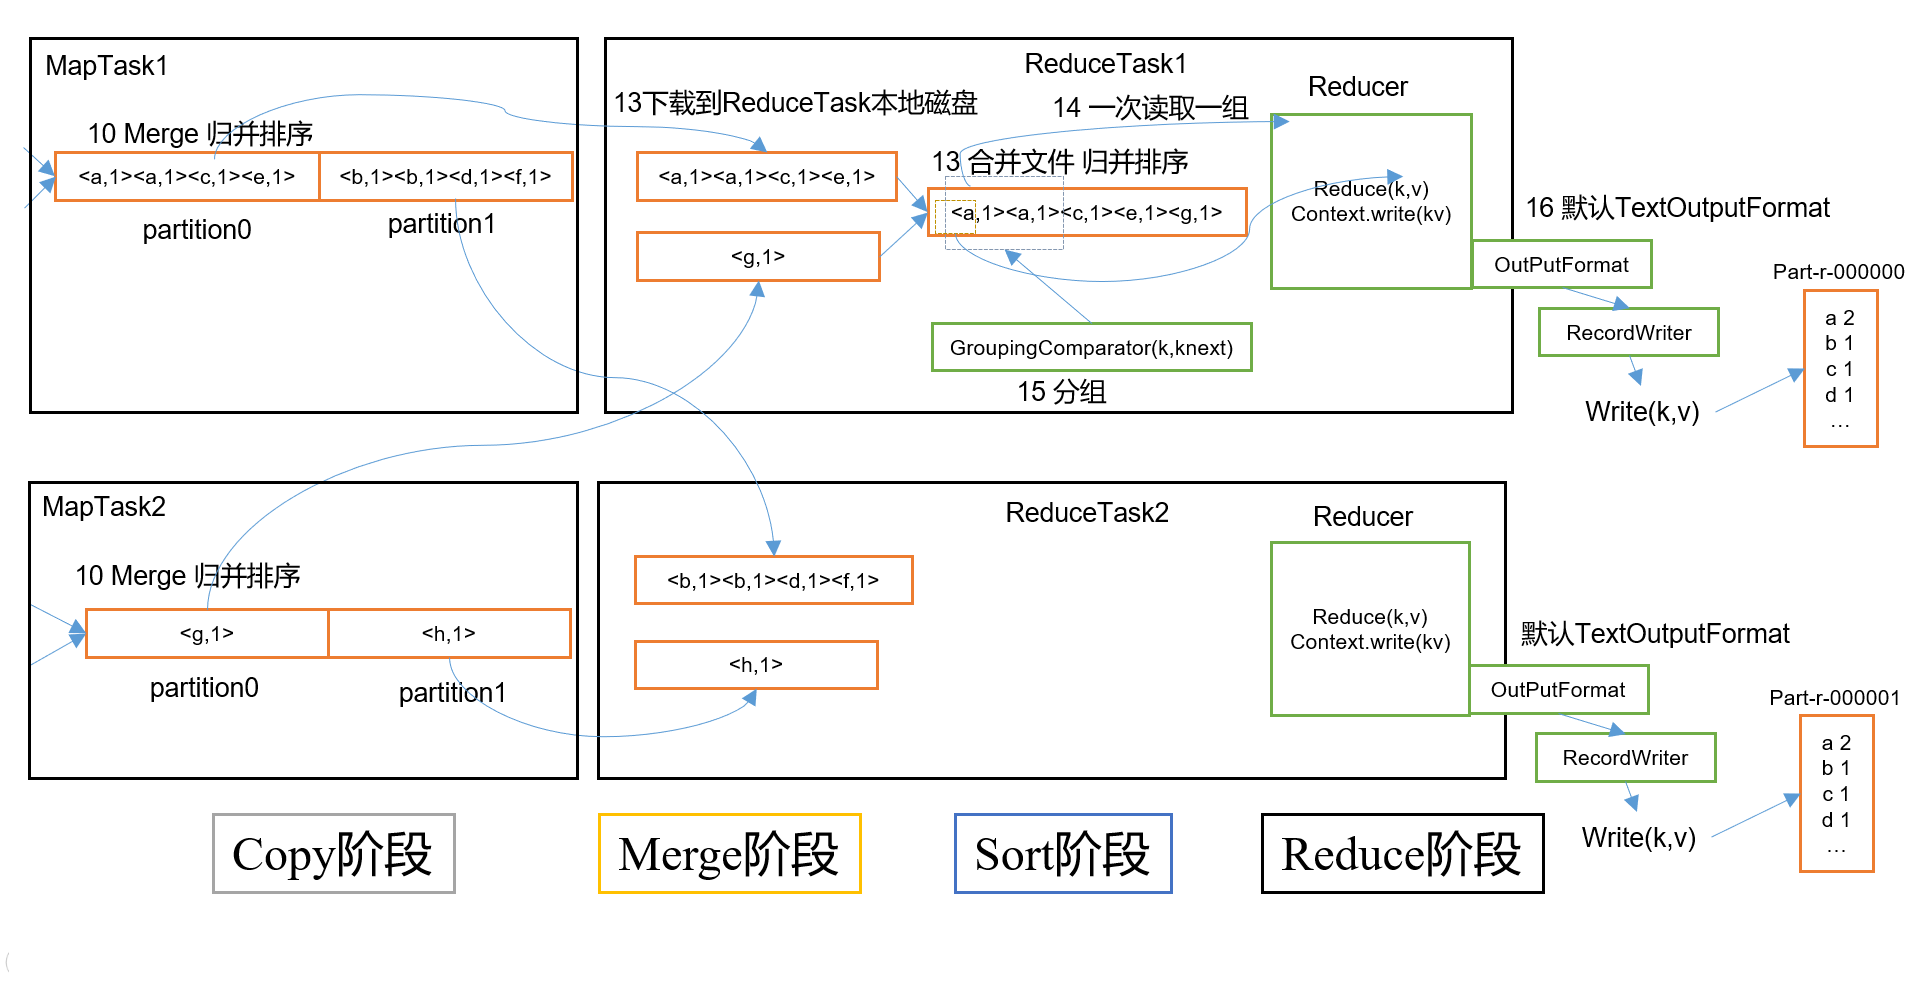 MapTask1
10 Merge 归并排序
<a,1><a,1><c,1><e,1>
<b,1><b,1><d,1><f,1>
partition0
partition1
ReduceTask1
13下载到ReduceTask本地磁盘
14 一次读取一组
Reducer
<a,1><a,1><c,1><e,1>
13 合并文件 归并排序
<a,1><a,1><c,1><e,1><g,1>
<g,1>
Reduce(k,v)
Context.write(kv)
GroupingComparator(k,knext)
15 分组
16 默认TextOutputFormat
OutPutFormat
RecordWriter
Write(k,v)
Part-r-000000
a 2
b 1
c 1
d 1
…
MapTask2
10 Merge 归并排序
<g,1>
<h,1>
partition0
partition1
ReduceTask2
Reducer
<b,1><b,1><d,1><f,1>
<h,1>
Reduce(k,v)
Context.write(kv)
默认TextOutputFormat
OutPutFormat
RecordWriter
Write(k,v)
Part-r-000001
a 2
b 1
c 1
d 1
…
Copy阶段
Merge阶段
Sort阶段
Reduce阶段